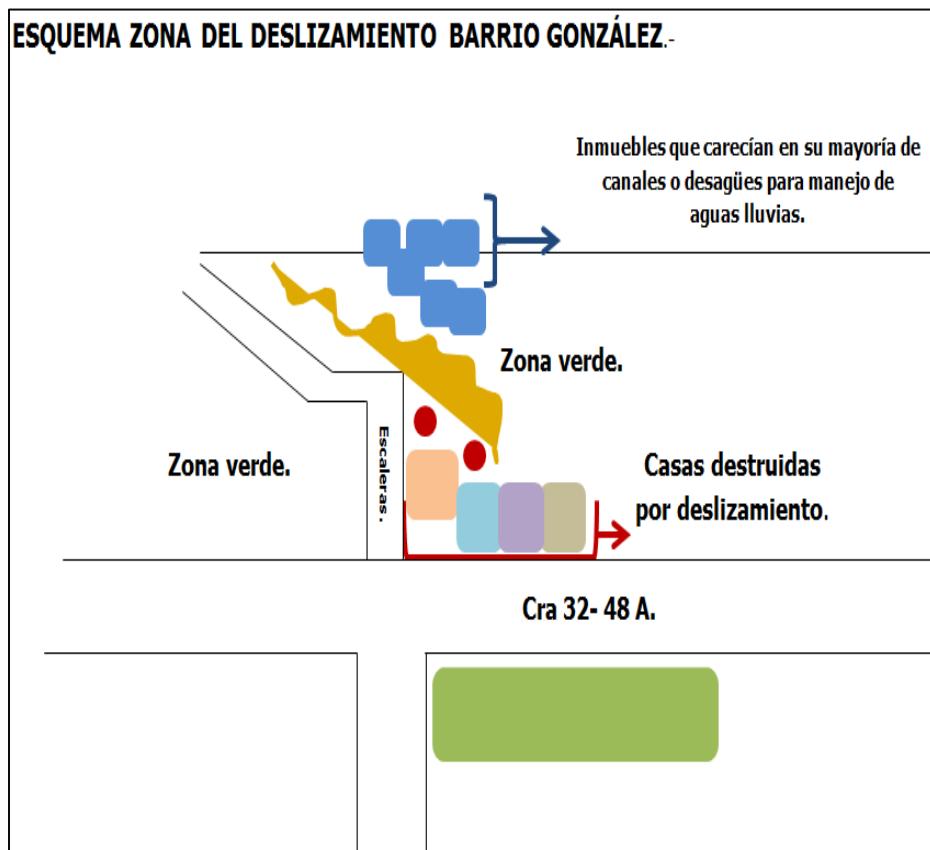 ESQUEMA ZONA DEL DESLIZAMIENTO BARRIO GONZÁLEZ.-
Inmuebles que carecían en su mayoría de
canales o desagües para manejo de
aguas lluvias.
Zona verde.
Escaleras.
Zona verde.
Casas destruidas
por deslizamiento.
Cra 32- 48 A.